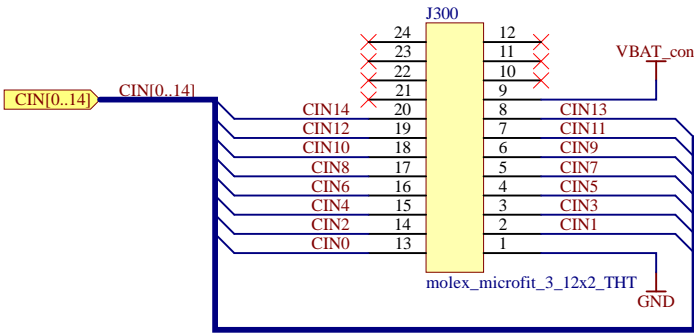 J300
24 12
23 11
22 10
21 9
VBAT_con
CIN[0..14] CIN[0..14]
CIN14 20 8 CIN13
CIN12 19 7 CIN11
CIN10 18 6 CIN9
CIN8 17 5 CIN7
CIN6 16 4 CIN5
CIN4 15 3 CIN3
CIN2 14 2 CIN1
CIN0 13 1
molex_microfit_3_12x2_THT
GND